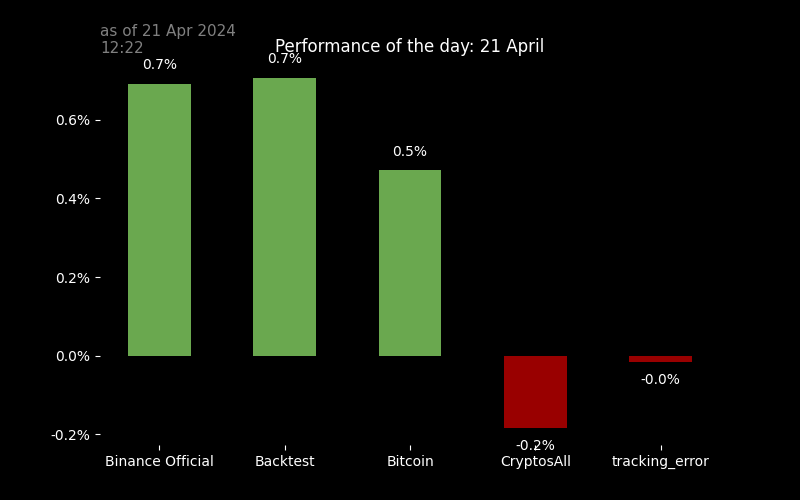 as of 21 Apr 2024
12:22
Performance of the day: 21 April
0.7%
0.7%
0.5%
-0.2%
-0.0%
0.6%
0.4%
0.2%
0.0%
-0.2%
Binance Official
Backtest
Bitcoin
CryptosAll
tracking_error